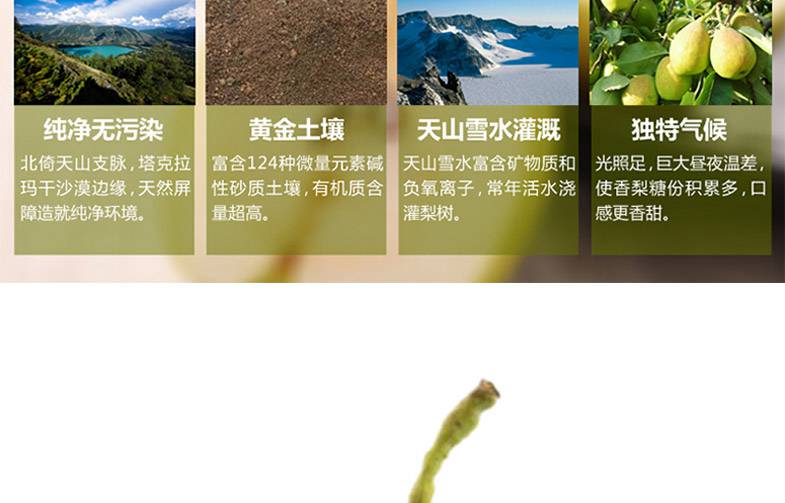 纯净无污染
北倚天山支脉，塔克拉
玛干沙漠边缘，天然屏
障造就纯净环境。
黄金土壤
富含124种微量元素碱
性砂质土壤，有机质含
量超高。
天山雪水灌溉
天山雪水富含矿物质和
负氧离子，常年活水浇
灌梨树。
独特气候
光照足，巨大昼夜温差，
使香梨糖份积累多，口
感更香甜。